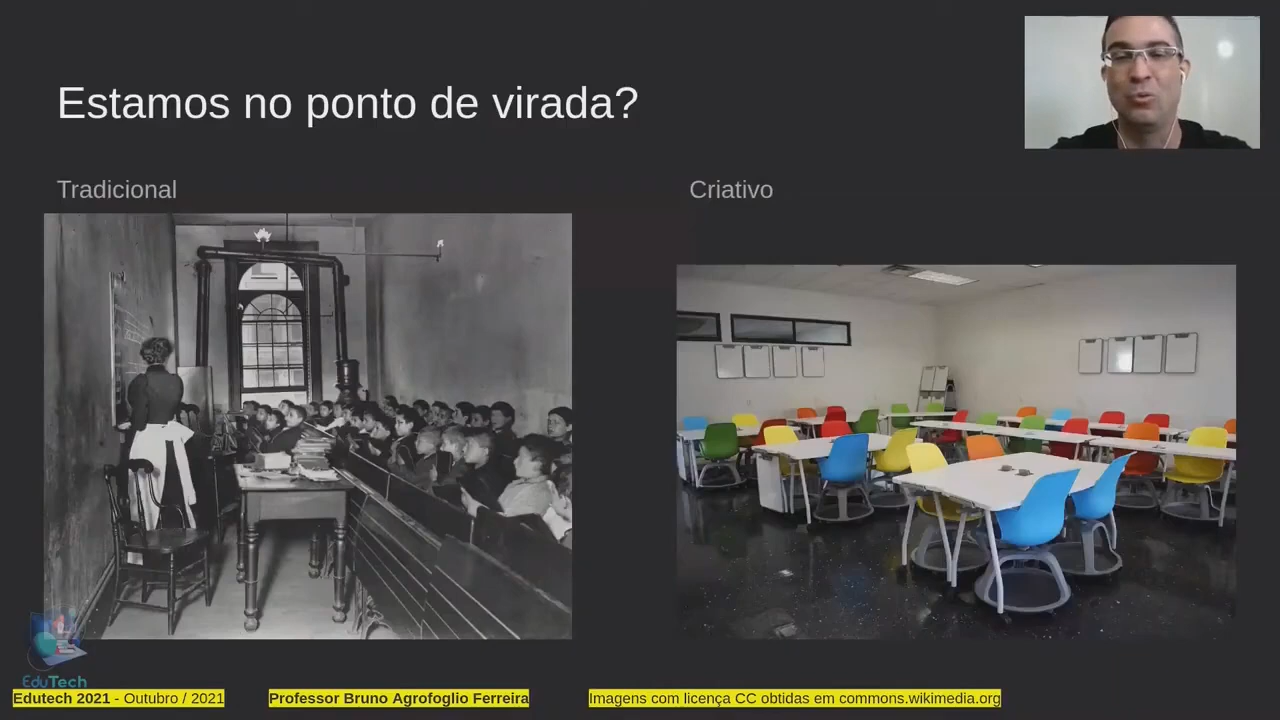 Estamos no ponto de virada?
Tradicional
Criativo
EduTech
Edutech 2021 - Outubro / 2021
Professor Bruno Agrofoglio Ferreira
Imagens com licença CC obtidas em commons.wikimedia.org